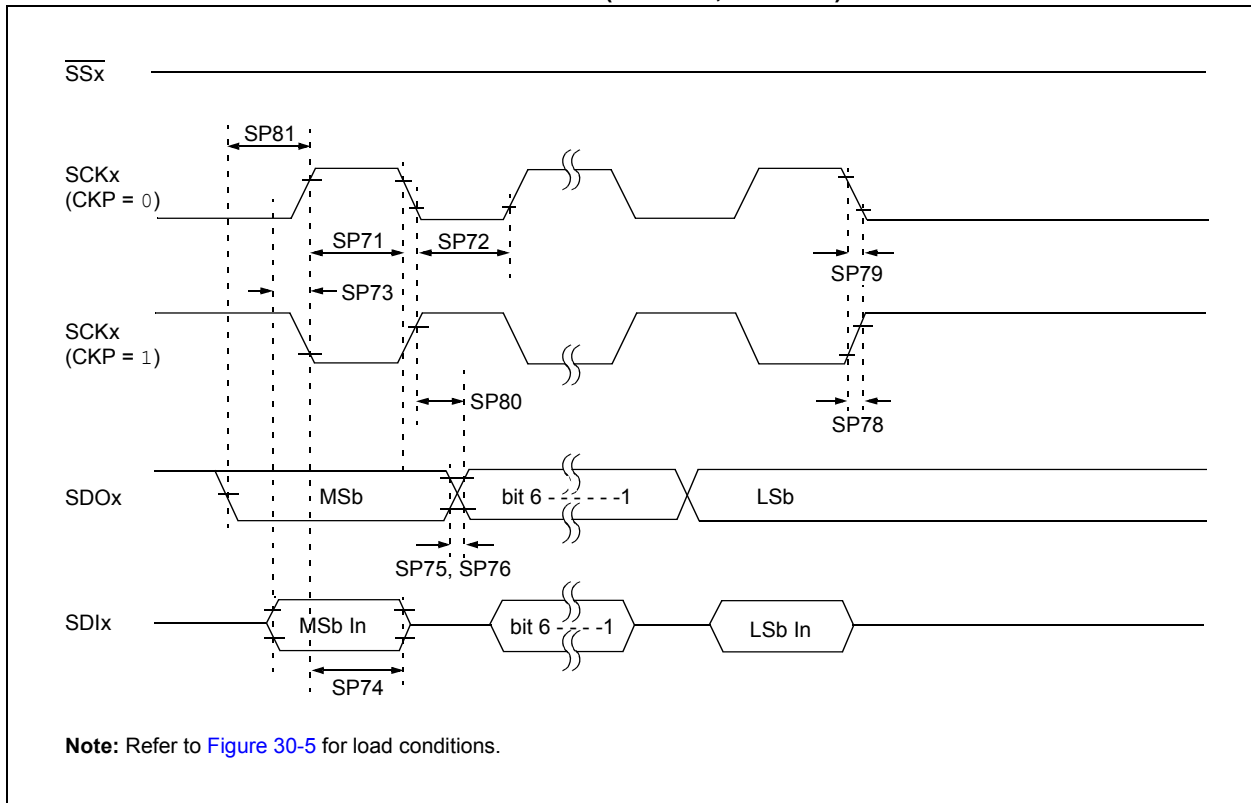 SSx
SP81
SCKx
(CKP = 0)
SP71
SP72
SP79
SP73
SCKx
(CKP = 1)
SP80
SP78
SDOx
MSb
bit 6 - - - - - -1
LSb
SP75, SP76
SDIx
MSb In
bit 6 - - - -1
LSb In
SP74
Note: Refer to Figure 30-5 for load conditions.